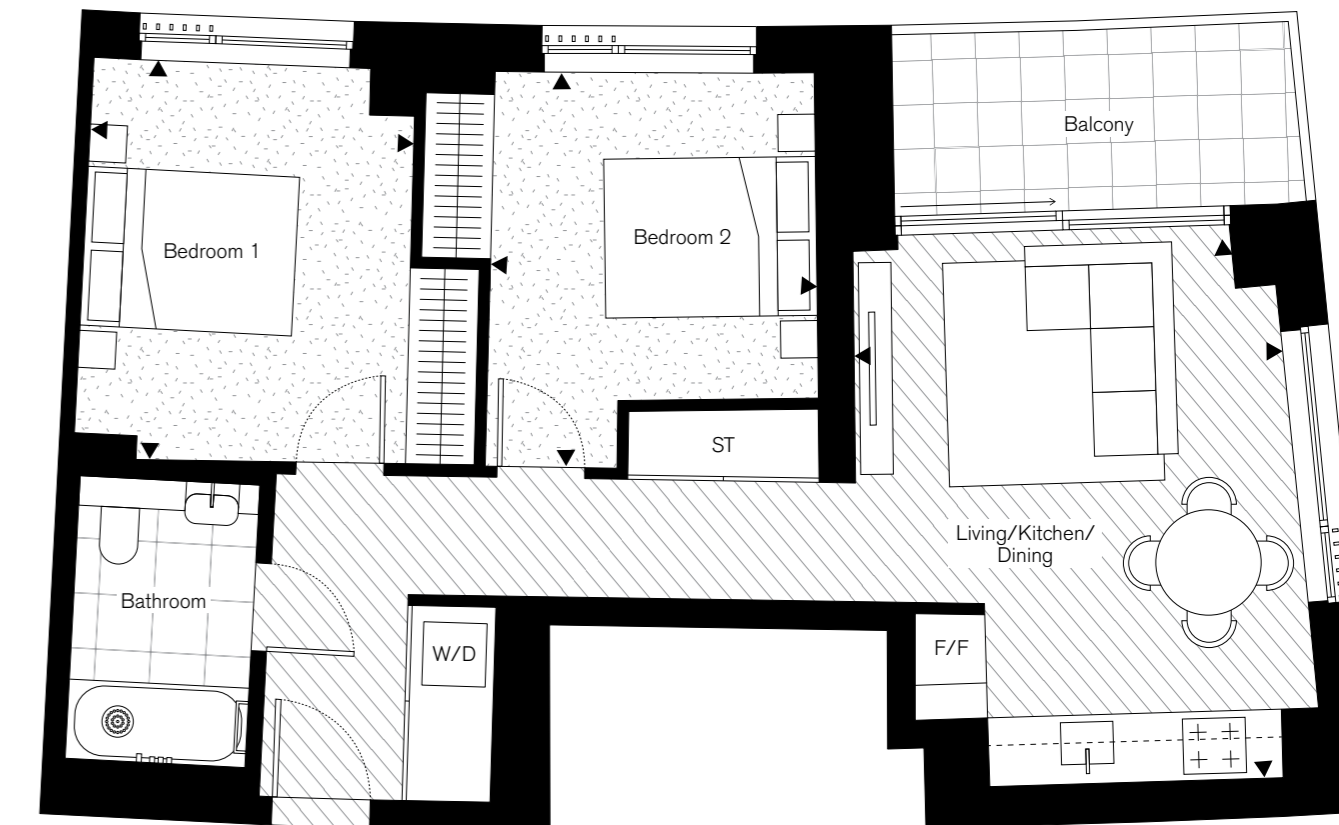 Balcony
Bedroom 1
Bedroom 2
ST
Living/Kitchen/
Dining
Bathroom
W/D
F/F